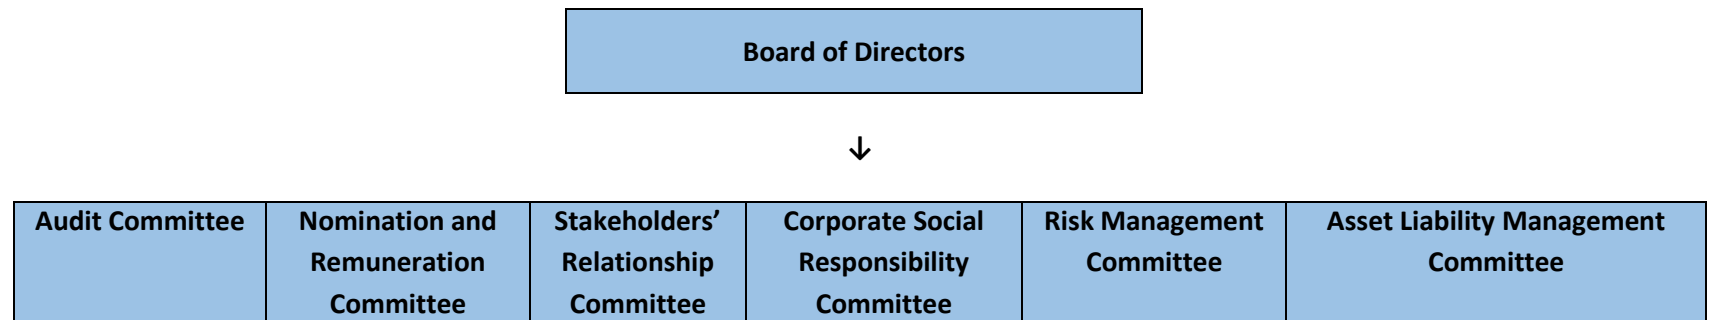 Board of Directors
↓
Audit Committee
Nomination and
Remuneration
Committee
Stakeholders’
Relationship
Committee
Corporate Social
Responsibility
Committee
Risk Management
Committee
Asset Liability Management
Committee